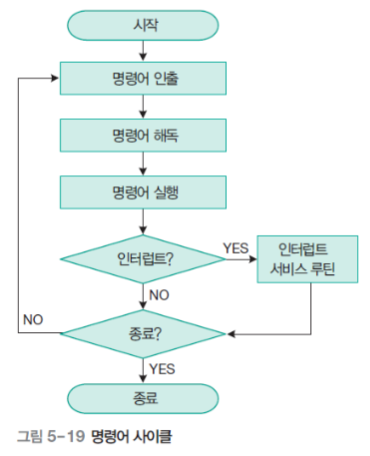 시작
명령어 인출
명령어 해독
명령어 실행
인터럽트?
YES
인터럽트
서비스 루틴
NO
NO
종료?
YES
종료
그림 5-19 명령어 사이클